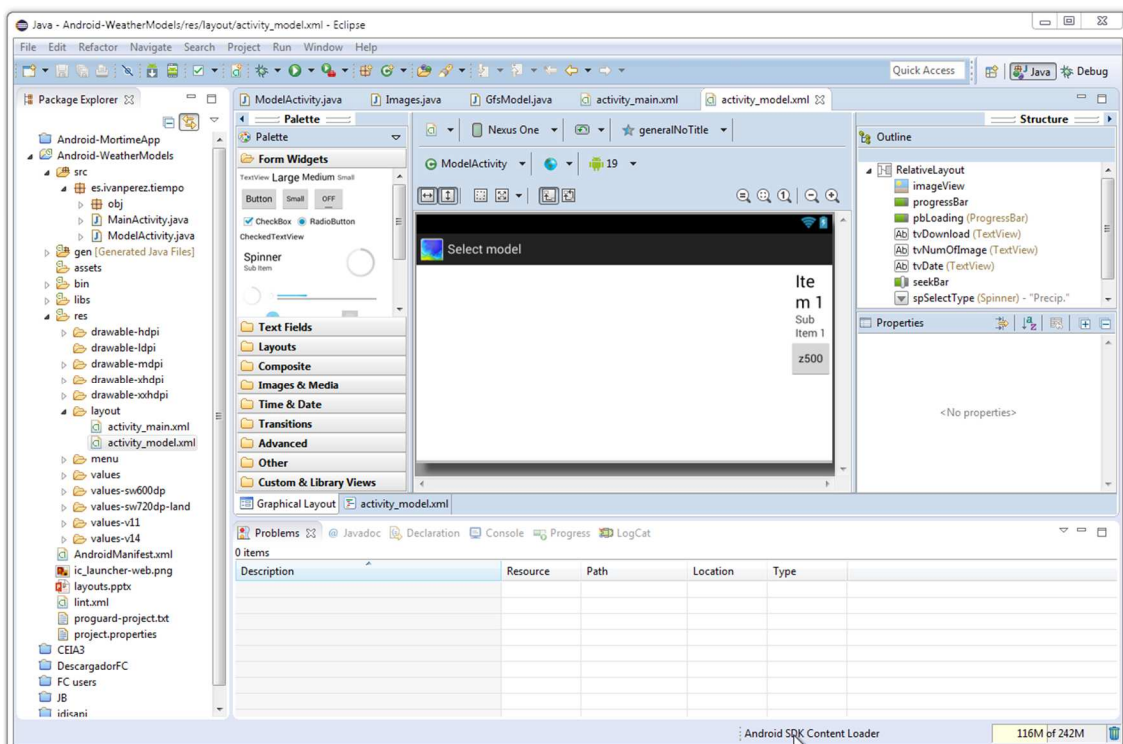 Java - Android-WeatherModels/res/layout/activity_model.xml - Eclipse
File Edit Refactor Navigate Search Project Run Window Help
Quick Access Java Debug
Package Explorer
Android-MortimeApp
Android-WeatherModels
src
es.ivanperez.tiempo
obj
MainActivity.java
ModelActivity.java
gen [Generated Java Files]
assets
bin
libs
res
drawable-hdpi
drawable-ldpi
drawable-mdpi
drawable-xhdpi
drawable-xxhdpi
layout
activity_main.xml
activity_model.xml
menu
values
values-sw600dp
values-sw720dp-land
values-v11
values-v14
AndroidManifest.xml
ic_launcher-web.png
layouts.pptx
lint.xml
proguard-project.txt
project.properties
CEIA3
DescargadorFC
FC users
JB
idisapi
ModelActivity.java Images.java GfsModel.java activity_main.xml activity_model.xml
Palette
Palette
Form Widgets
TextView Large Medium Small
Button Small OFF
CheckBox RadioButton
CheckedTextView
Spinner
Sub Item
Text Fields
Layouts
Composite
Images & Media
Time & Date
Transitions
Advanced
Other
Custom & Library Views
Nexus One generalNoTitle
ModelActivity 19
Select model
Ite
m 1
Sub
Item 1
z500
Graphical Layout activity_model.xml
Structure
Outline
RelativeLayout
imageView
progressBar
pbLoading (ProgressBar)
Ab tvDownload (TextView)
Ab tvNumOfImage (TextView)
Ab tvDate (TextView)
seekBar
spSelectType (Spinner) - "Precip."
Properties
<No properties>
Problems @ Javadoc Declaration Console Progress LogCat
0 items
Description Resource Path Location Type
Android SDK Content Loader 116M of 242M